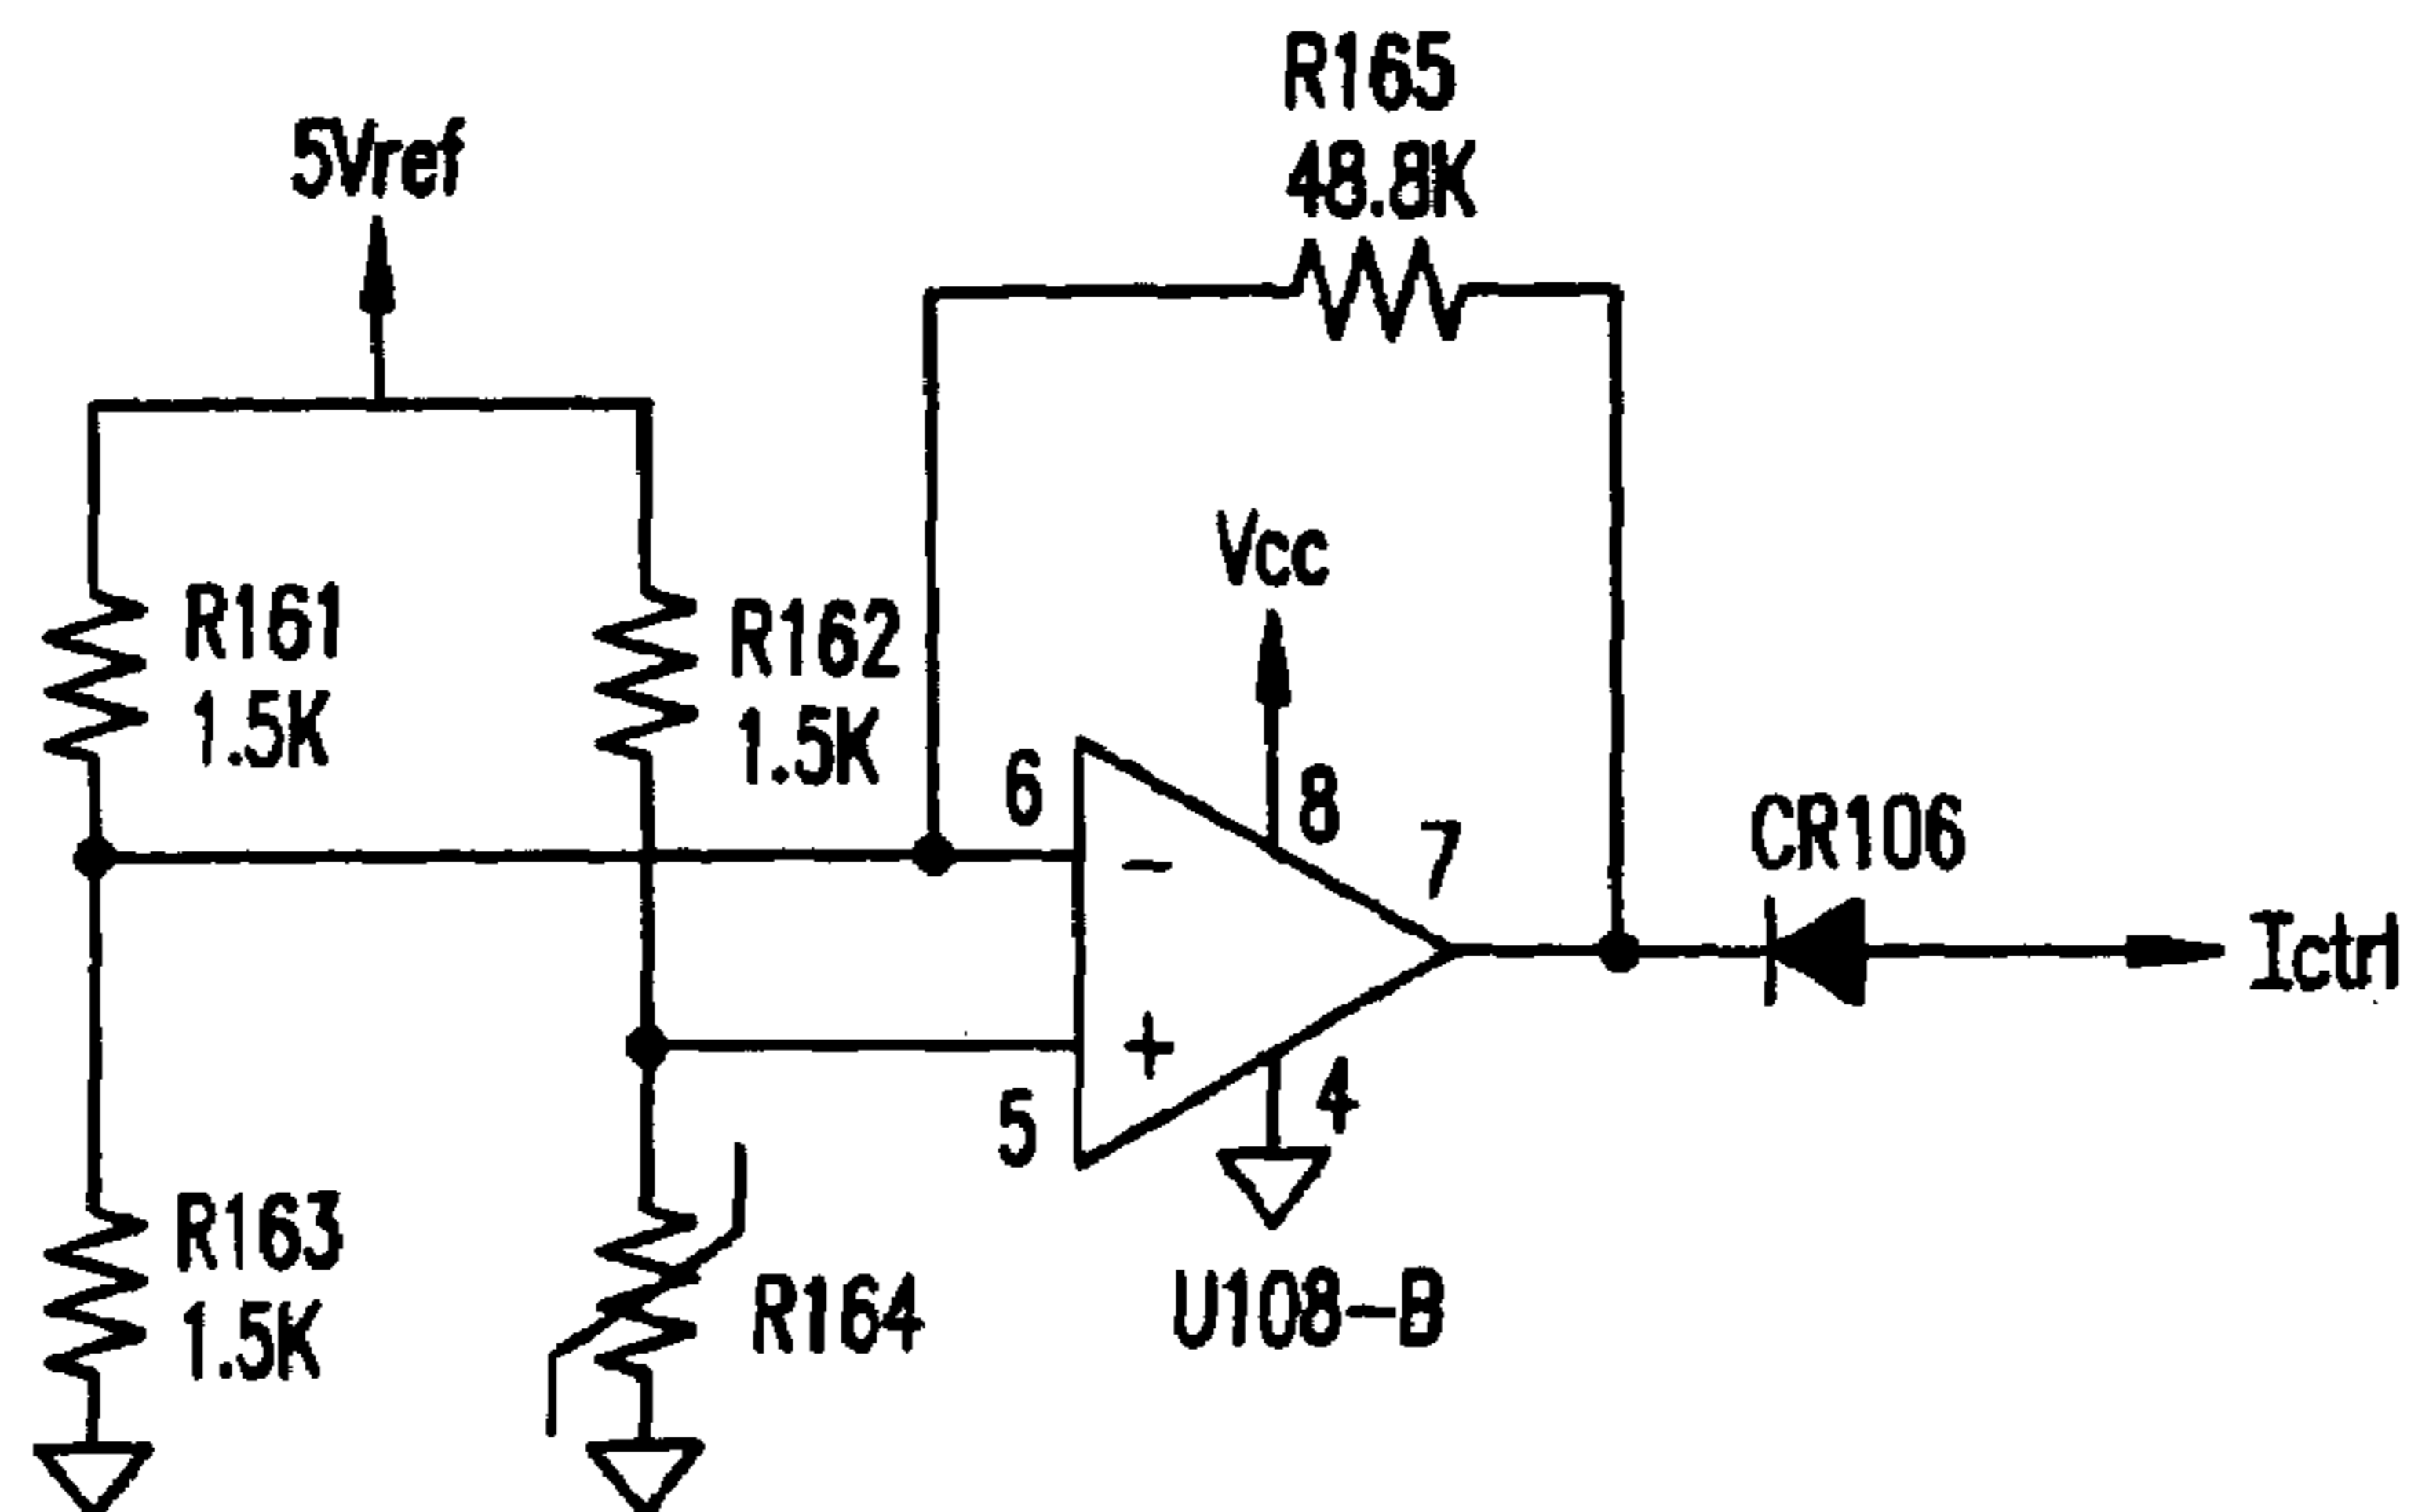 R165
48.8K
5Vref
Vcc
R161
1.5K
R162
1.5K
6
8
7
CR106
-
Ictrl
+
5
4
R163
1.5K
R164
U108-B